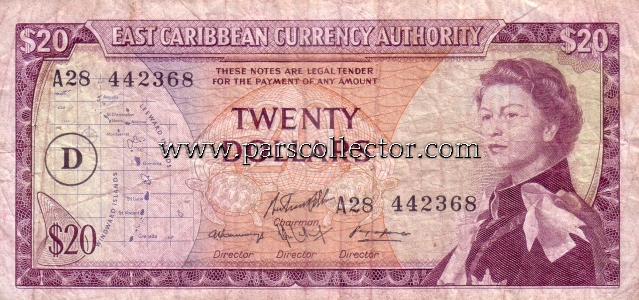 $20 EAST CARIBBEAN CURRENCY AUTHORITY $20
A28 442368
THESE NOTES ARE LEGAL TENDER
FOR THE PAYMENT OF ANY AMOUNT
TWENTY
www.parscollector.com
D
LEEWARD ISLANDS
WINDWARD ISLANDS
A28 442368
Chairman
$20
Director Director Director